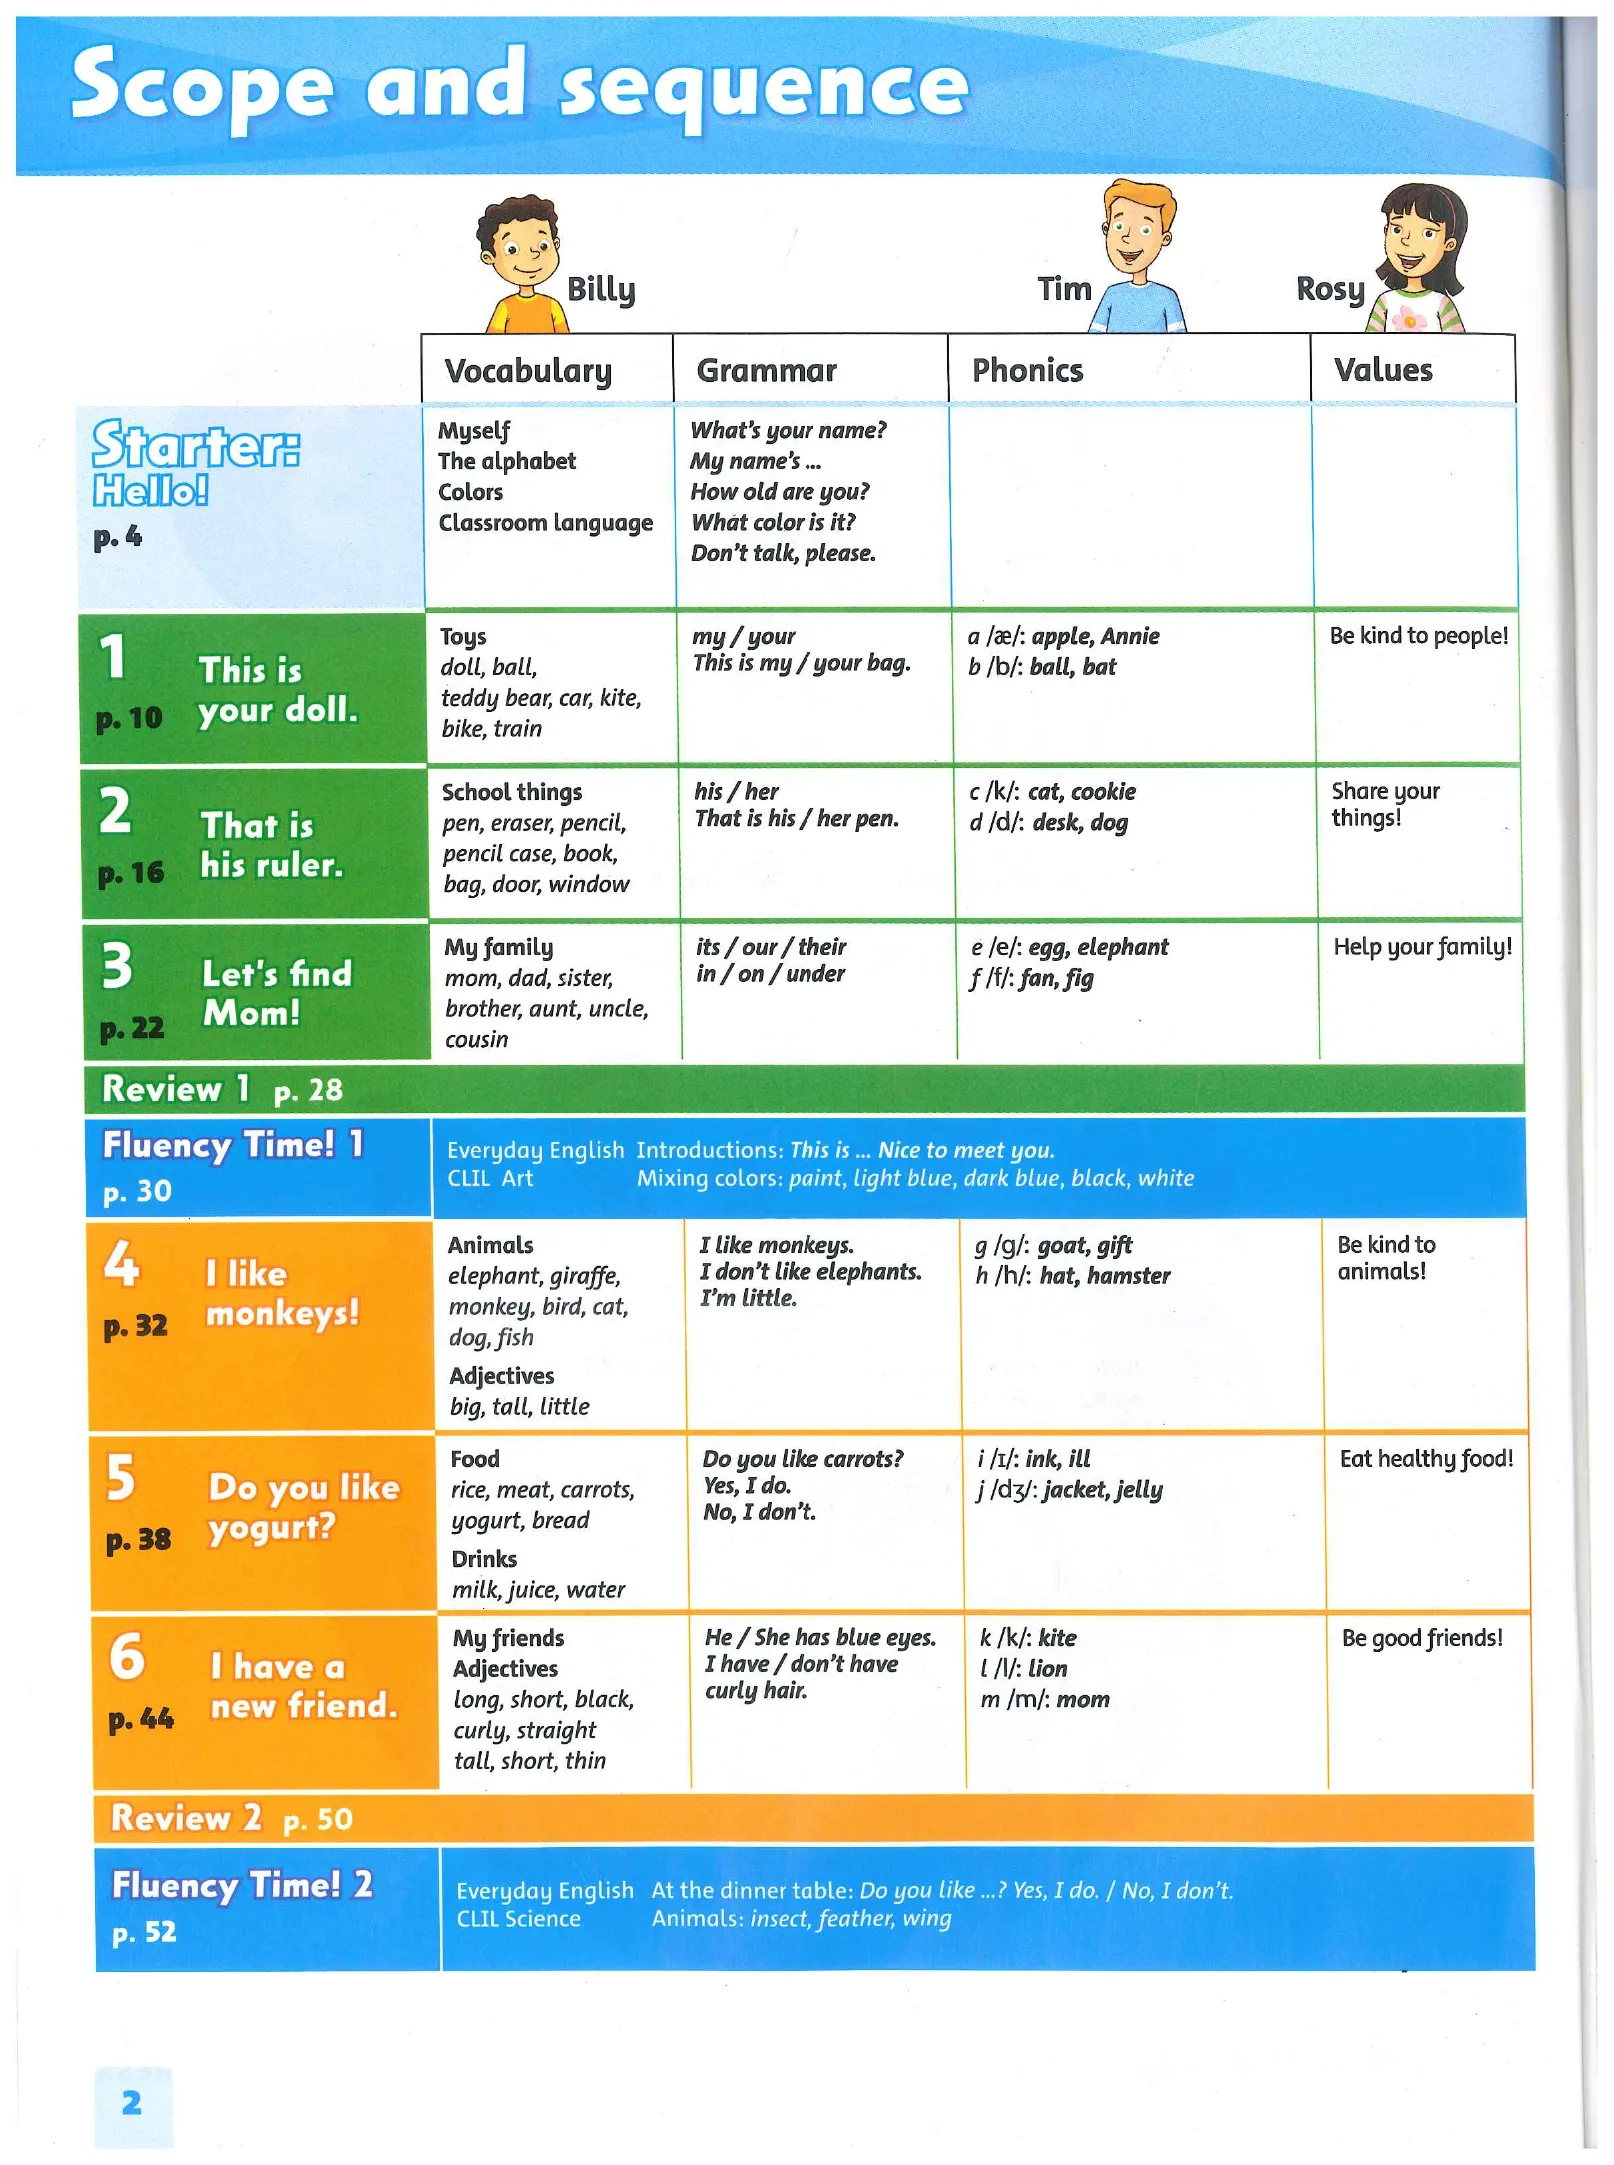 Scope and sequence
Billy
Tim
Rosy
Vocabulary
Grammar
Phonics
Values
Starter:
Hello!
p. 4
Myself
The alphabet
Colors
Classroom language
What's your name?
My name's ...
How old are you?
What color is it?
Don't talk, please.
1
This is
your doll.
p. 10
Toys
doll, ball,
teddy bear, car, kite,
bike, train
my / your
This is my / your bag.
a /æ/: apple, Annie
b /b/: ball, bat
Be kind to people!
2
That is
his ruler.
p. 16
School things
pen, eraser, pencil,
pencil case, book,
bag, door, window
his / her
That is his / her pen.
c /k/: cat, cookie
d /d/: desk, dog
Share your
things!
3
Let's find
Mom!
p. 22
My family
mom, dad, sister,
brother, aunt, uncle,
cousin
its / our / their
in / on / under
e /e/: egg, elephant
f /f/: fan, fig
Help your family!
Review 1 p. 28
Fluency Time! 1
p. 30
Everyday English Introductions: This is ... Nice to meet you.
CLIL Art Mixing colors: paint, light blue, dark blue, black, white
4
I like
monkeys!
p. 32
Animals
elephant, giraffe,
monkey, bird, cat,
dog, fish
Adjectives
big, tall, little
I like monkeys.
I don't like elephants.
I'm little.
g /g/: goat, gift
h /h/: hat, hamster
Be kind to
animals!
5
Do you like
yogurt?
p. 38
Food
rice, meat, carrots,
yogurt, bread
Drinks
milk, juice, water
Do you like carrots?
Yes, I do.
No, I don't.
i /ɪ/: ink, ill
j /dʒ/: jacket, jelly
Eat healthy food!
6
I have a
new friend.
p. 44
My friends
Adjectives
long, short, black,
curly, straight
tall, short, thin
He / She has blue eyes.
I have / don't have
curly hair.
k /k/: kite
l /l/: lion
m /m/: mom
Be good friends!
Review 2 p. 50
Fluency Time! 2
p. 52
Everyday English At the dinner table: Do you like ...? Yes, I do. / No, I don't.
CLIL Science Animals: insect, feather, wing
2